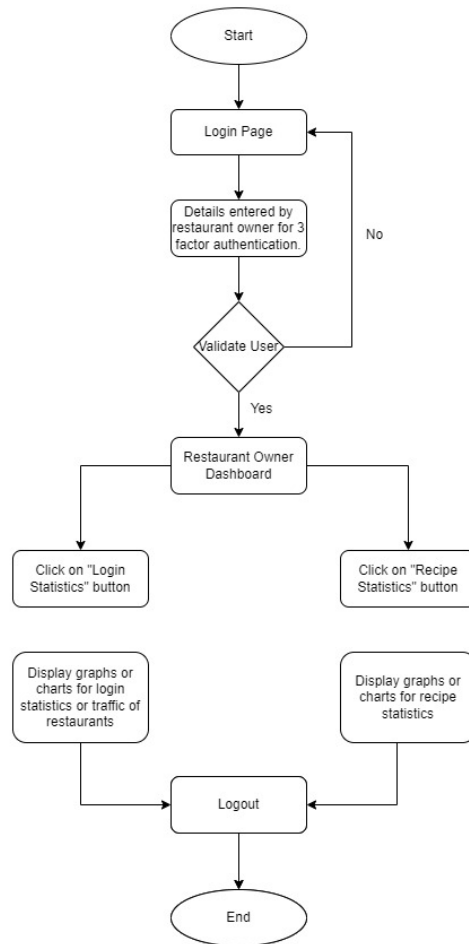 Start
Login Page
Details entered by
restaurant owner for 3
factor authentication.
No
Validate User
Yes
Restaurant Owner
Dashboard
Click on "Login
Statistics" button
Click on "Recipe
Statistics" button
Display graphs or
charts for login
statistics or traffic of
restaurants
Display graphs or
charts for recipe
statistics
Logout
End